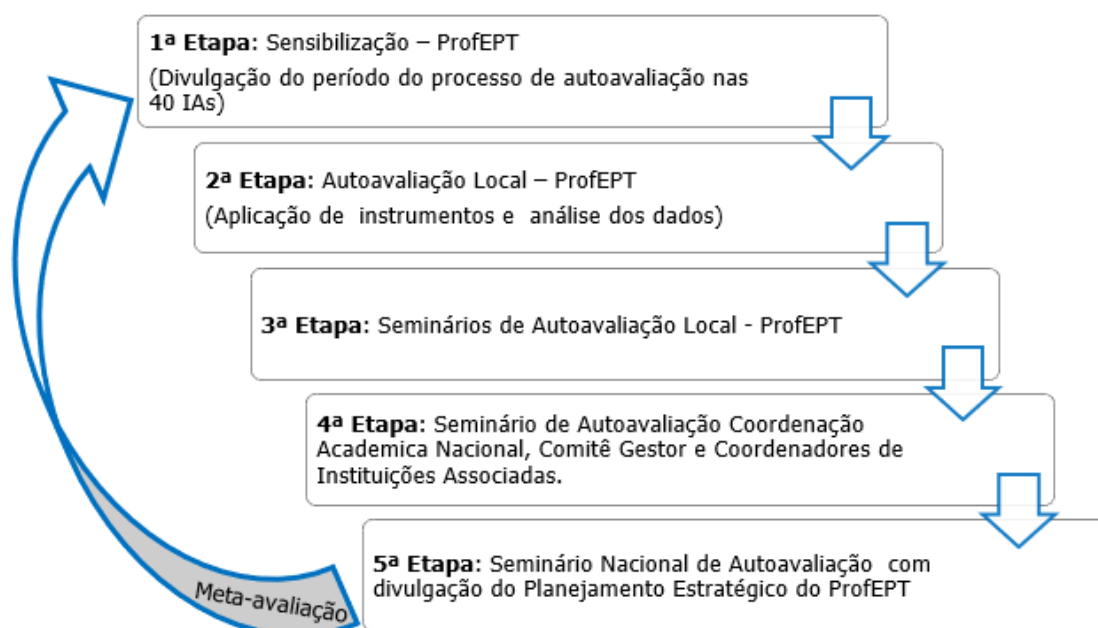 1ª Etapa: Sensibilização – ProfEPT
(Divulgação do período do processo de autoavaliação nas
40 IAs)
2ª Etapa: Autoavaliação Local – ProfEPT
(Aplicação de instrumentos e análise dos dados)
3ª Etapa: Seminários de Autoavaliação Local - ProfEPT
4ª Etapa: Seminário de Autoavaliação Coordenação
Academica Nacional, Comitê Gestor e Coordenadores de
Instituições Associadas.
5ª Etapa: Seminário Nacional de Autoavaliação com
divulgação do Planejamento Estratégico do ProfEPT
Meta-avaliação